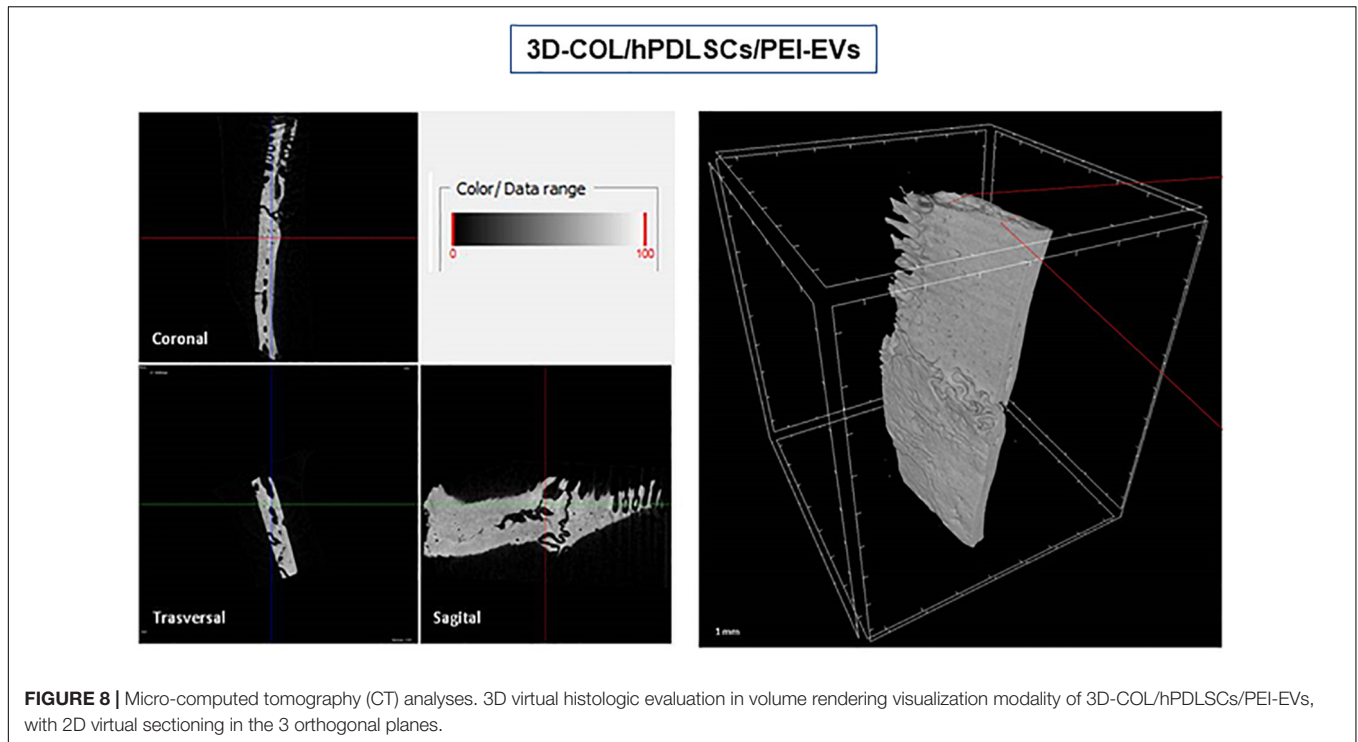 3D-COL/hPDLSCs/PEI-EVs
Color/ Data range
0
100
Coronal
Trasversal
Sagital
1 mm
FIGURE 8 | Micro-computed tomography (CT) analyses. 3D virtual histologic evaluation in volume rendering visualization modality of 3D-COL/hPDLSCs/PEI-EVs,
with 2D virtual sectioning in the 3 orthogonal planes.